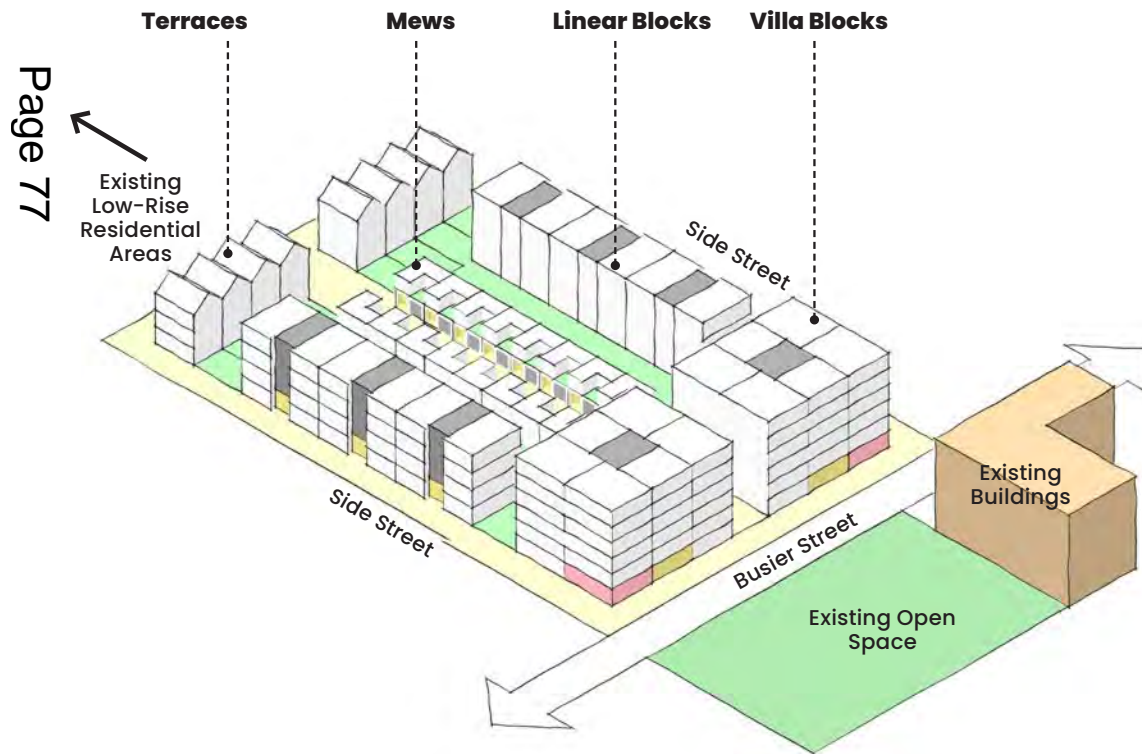 Terraces
Mews
Linear Blocks
Villa Blocks
Page 77
Existing
Low-Rise
Residential
Areas
Side Street
Side Street
Busier Street
Existing
Buildings
Existing Open
Space